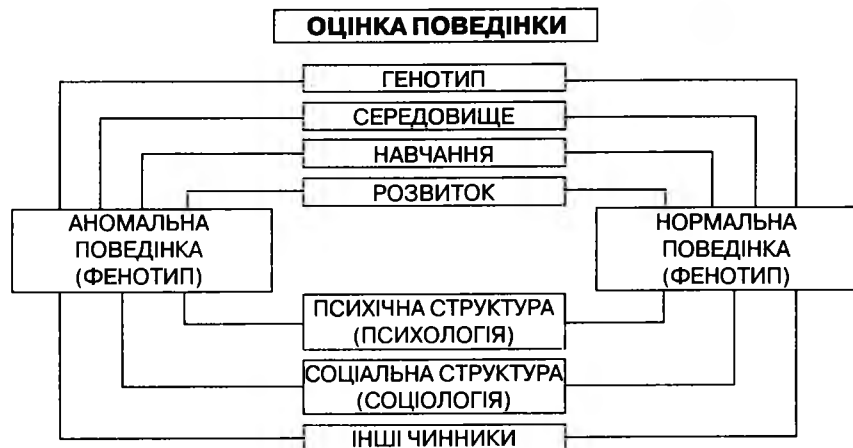 ОЦІНКА ПОВЕДІНКИ
ГЕНОТИП
СЕРЕДОВИЩЕ
НАВЧАННЯ
РОЗВИТОК
АНОМАЛЬНА
ПОВЕДІНКА
(ФЕНОТИП)
НОРМАЛЬНА
ПОВЕДІНКА
(ФЕНОТИП)
ПСИХІЧНА СТРУКТУРА
(ПСИХОЛОГІЯ)
СОЦІАЛЬНА СТРУКТУРА
(СОЦІОЛОГІЯ)
ІНШІ ЧИННИКИ